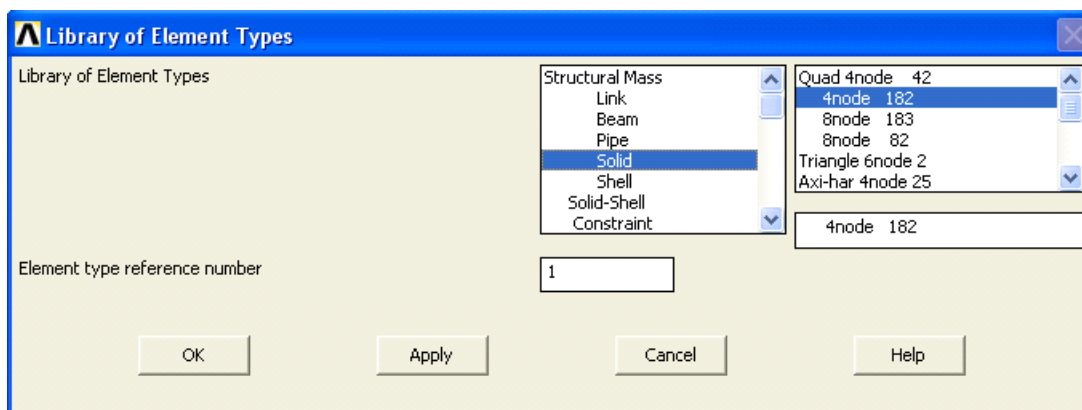 Library of Element Types
Library of Element Types
Structural Mass
Link
Beam
Pipe
Solid
Shell
Solid-Shell
Constraint
Quad 4node 42
4node 182
8node 183
8node 82
Triangle 6node 2
Axi-har 4node 25
4node 182
Element type reference number
1
OK
Apply
Cancel
Help